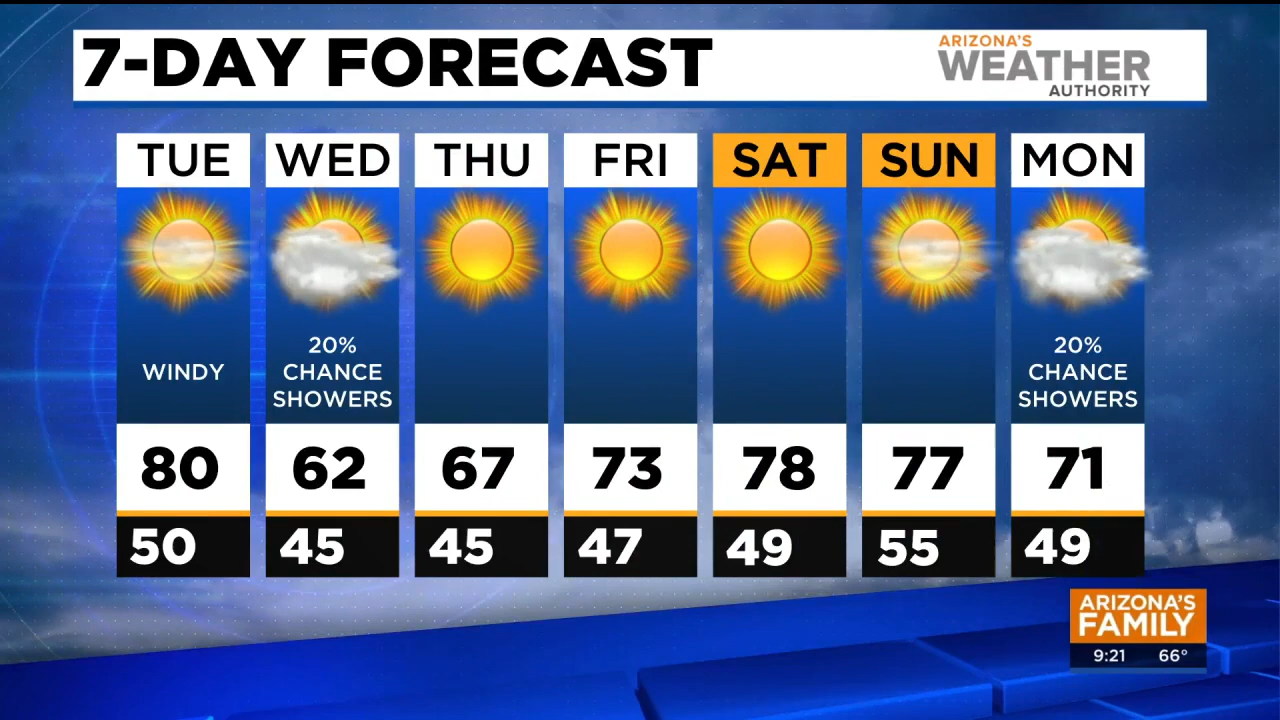 7-DAY FORECAST
ARIZONA'S
WEATHER
AUTHORITY
TUE
WINDY
80
50
WED
20%
CHANCE
SHOWERS
62
45
THU
67
45
FRI
73
47
SAT
78
49
SUN
77
55
MON
20%
CHANCE
SHOWERS
71
49
ARIZONA'S
FAMILY
9:21 66°